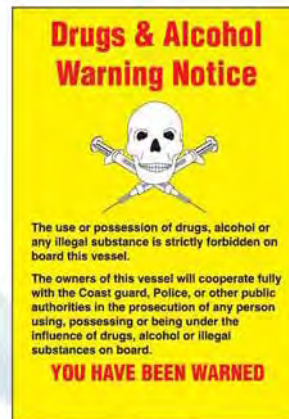 Drugs & Alcohol
Warning Notice
The use or possession of drugs, alcohol or
any illegal substance is strictly forbidden on
board this vessel.
The owners of this vessel will cooperate fully
with the Coast guard, Police, or other public
authorities in the prosecution of any person
using, possessing or being under the
influence of drugs, alcohol or illegal
substances on board.
YOU HAVE BEEN WARNED